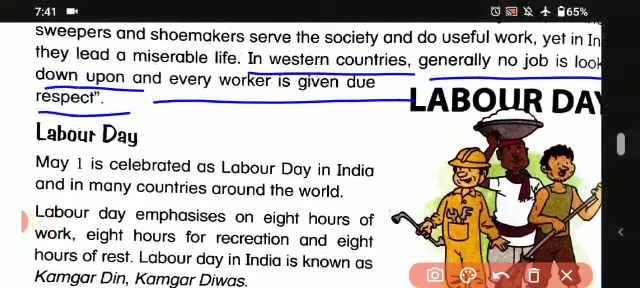 7:41
65%
sweepers and shoemakers serve the society and do useful work, yet in
they lead a miserable life. In western countries, generally no job is look
down upon and every worker is given due
respect".
LABOUR DAY
Labour Day
May 1 is celebrated as Labour Day in India
and in many countries around the world.
Labour day emphasises on eight hours of
work, eight hours for recreation and eight
hours of rest. Labour day in India is known as
Kamgar Din, Kamgar Diwas.